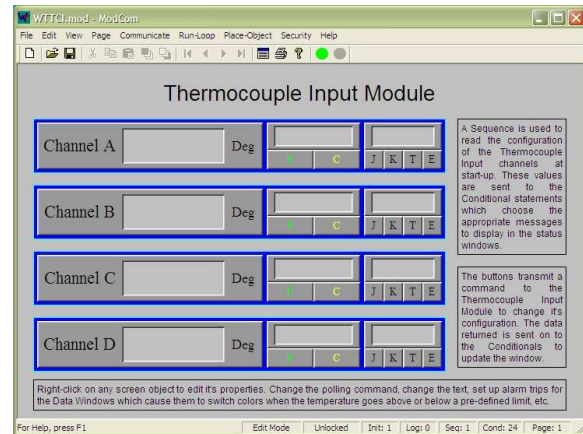 WTTCI.mod - ModCom
File Edit View Page Communicate Run-Loop Place-Object Security Help
Thermocouple Input Module
Channel A Deg C J K T E
Channel B Deg C J K T E
Channel C Deg C J K T E
Channel D Deg C J K T E
A Sequence is used to
read the configuration
of the Thermocouple
Input channels at
start-up. These values
are sent to the
Conditional statements
which choose the
appropriate messages
to display in the status
windows.
The buttons transmit a
command to the
Thermocouple Input
Module to change it's
configuration. The data
returned is sent on to
the Conditionals to
update the window.
Right-click on any screen object to edit it's properties. Change the polling command, change the text, set up alarm trips for
the Data Windows which cause them to switch colors when the temperature goes above or below a pre-defined limit, etc.
For Help, press F1 Edit Mode Unlocked Init: 1 Log: 0 Seq: 1 Cond: 24 Page: 1